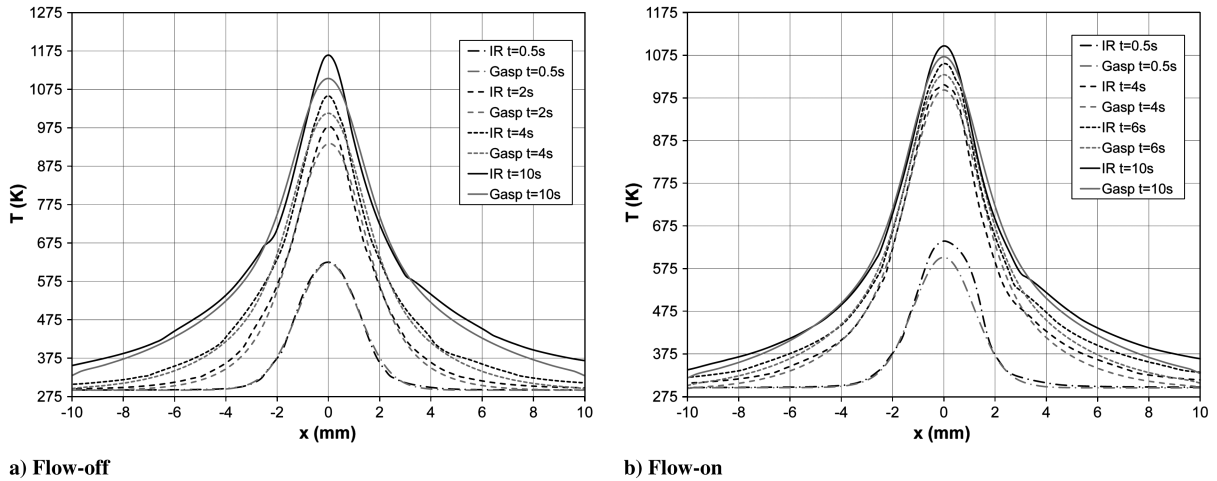 1275
1175
1075
975
875
775
675
575
475
375
275
T (K)
-10 -8 -6 -4 -2 0 2 4 6 8 10
x (mm)
IR t=0.5s
Gasp t=0.5s
IR t=2s
Gasp t=2s
IR t=4s
Gasp t=4s
IR t=10s
Gasp t=10s
a) Flow-off
1175
1075
975
875
775
675
575
475
375
275
T (K)
-10 -8 -6 -4 -2 0 2 4 6 8 10
x (mm)
IR t=0.5s
Gasp t=0.5s
IR t=4s
Gasp t=4s
IR t=6s
Gasp t=6s
IR t=10s
Gasp t=10s
b) Flow-on